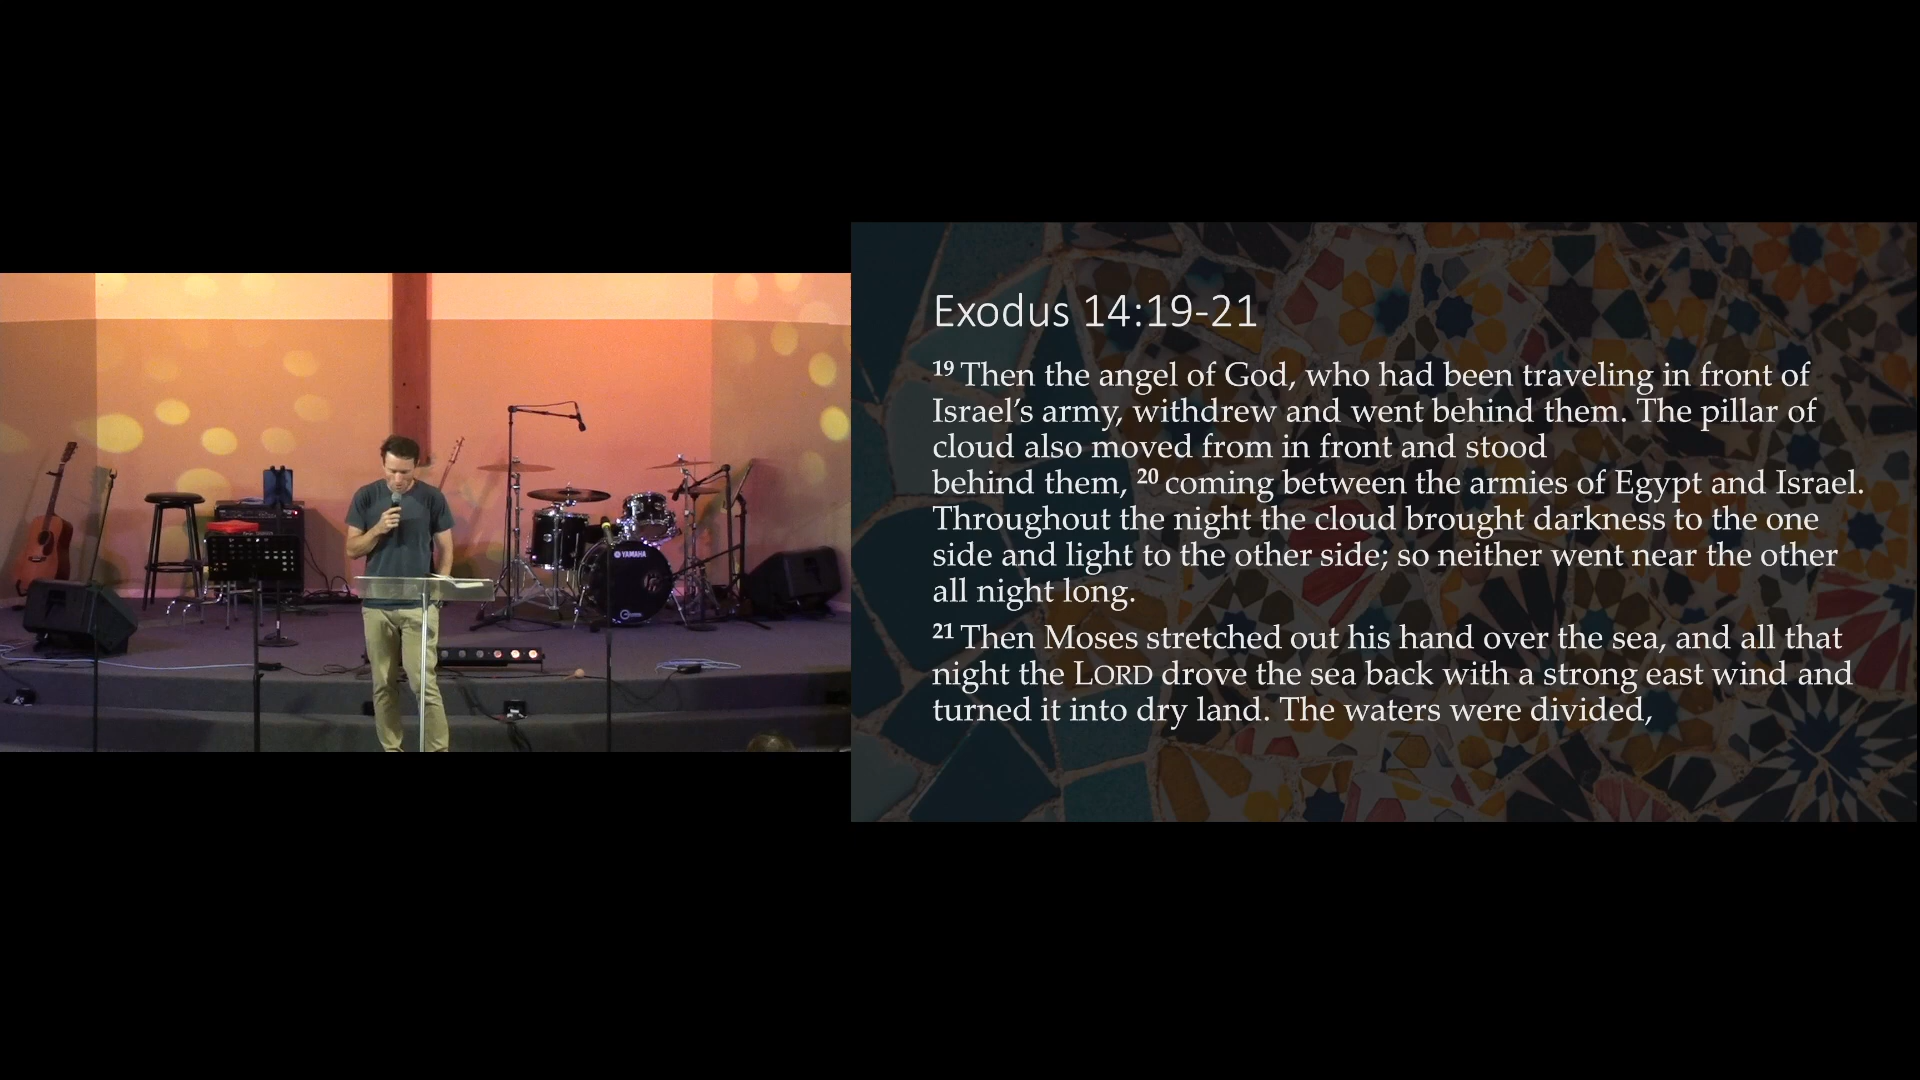 Exodus 14:19-21
19 Then the angel of God, who had been traveling in front of
Israel’s army, withdrew and went behind them. The pillar of
cloud also moved from in front and stood
behind them, 20 coming between the armies of Egypt and Israel.
Throughout the night the cloud brought darkness to the one
side and light to the other side; so neither went near the other
all night long.
21 Then Moses stretched out his hand over the sea, and all that
night the LORD drove the sea back with a strong east wind and
turned it into dry land. The waters were divided,
YAMAHA